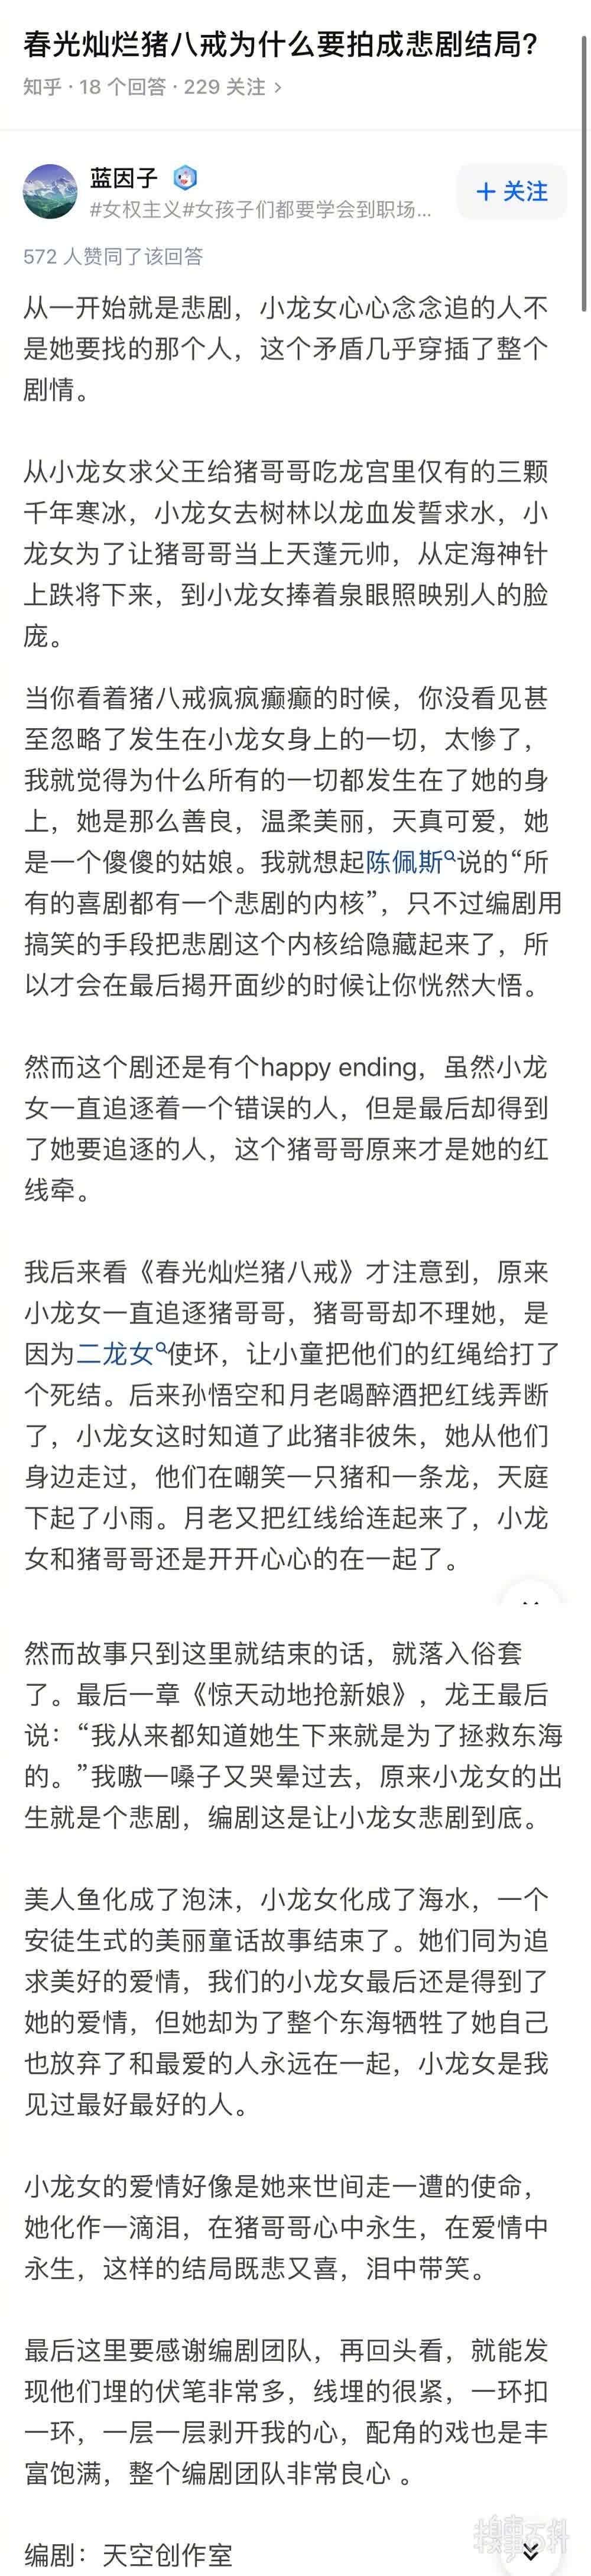 春光灿烂猪八戒为什么要拍成悲剧结局?
知乎 · 18 个回答 · 229 关注 >
蓝因子
#女权主义#女孩子们都要学会到职场...
+ 关注
572 人赞同了该回答
从一开始就是悲剧，小龙女心心念念追的人不
是她要找的那个人，这个矛盾几乎穿插了整个
剧情。
从小龙女求父王给猪哥哥吃龙宫里仅有的三颗
千年寒冰，小龙女去树林以龙血发誓求水，小
龙女为了让猪哥哥当上天蓬元帅，从定海神针
上跌将下来，到小龙女捧着泉眼照映别人的脸
庞。
当你看着猪八戒疯疯癫癫的时候，你没看见甚
至忽略了发生在小龙女身上的一切，太惨了，
我就觉得为什么所有的一切都发生在了她的身
上，她是那么善良，温柔美丽，天真可爱，她
是一个傻傻的姑娘。我就想起陈佩斯说的“所
有的喜剧都有一个悲剧的内核”，只不过编剧用
搞笑的手段把悲剧这个内核给隐藏起来了，所
以才会在最后揭开面纱的时候让你恍然大悟。
然而这个剧还是有个happy ending，虽然小龙
女一直追逐着一个错误的人，但是最后却得到
了她要追逐的人，这个猪哥哥原来才是她的红
线牵。
我后来看《春光灿烂猪八戒》才注意到，原来
小龙女一直追逐猪哥哥，猪哥哥却不理她，是
因为二龙女使坏，让小童把他们的红绳给打了
个死结。后来孙悟空和月老喝醉酒把红线弄断
了，小龙女这时知道了此猪非彼朱，她从他们
身边走过，他们在嘲笑一只猪和一条龙，天庭
下起了小雨。月老又把红线给连起来了，小龙
女和猪哥哥还是开开心心的在一起了。
然而故事只到这里就结束的话，就落入俗套
了。最后一章《惊天动地抢新娘》，龙王最后
说：“我从来都知道她生下来就是为了拯救东海
的。”我嗷一嗓子又哭晕过去，原来小龙女的出
生就是个悲剧，编剧这是让小龙女悲剧到底。
美人鱼化成了泡沫，小龙女化成了海水，一个
安徒生式的美丽童话故事结束了。她们同为追
求美好的爱情，我们的小龙女最后还是得到了
她的爱情，但她却为了整个东海牺牲了她自己
也放弃了和最爱的人永远在一起，小龙女是我
见过最好最好的人。
小龙女的爱情好像是她来世间走一遭的使命，
她化作一滴泪，在猪哥哥心中永生，在爱情中
永生，这样的结局既悲又喜，泪中带笑。
最后这里要感谢编剧团队，再回头看，就能发
现他们埋的伏笔非常多，线埋的很紧，一环扣
一环，一层一层剥开我的心，配角的戏也是丰
富饱满，整个编剧团队非常良心 。
编剧：天空创作室
糗事百科